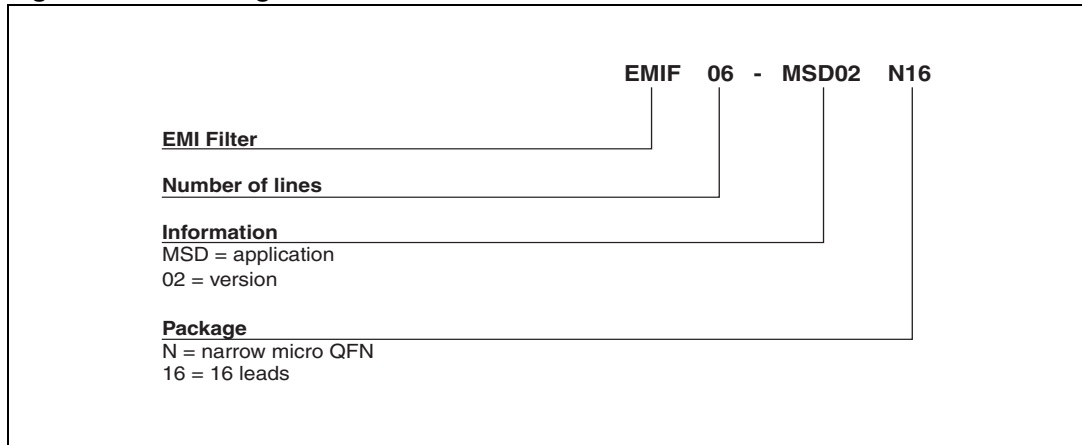 EMIF 06 - MSD02 N16
EMI Filter
Number of lines
Information
MSD = application
02 = version
Package
N = narrow micro QFN
16 = 16 leads